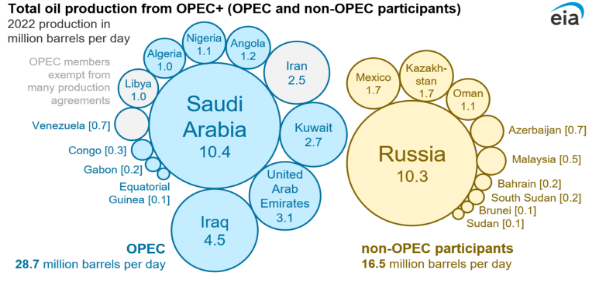 Total oil production from OPEC+ (OPEC and non-OPEC participants)
2022 production in
million barrels per day
eia
OPEC members
exempt from
many production
agreements
Libya
1.0
Algeria
1.0
Nigeria
1.1
Angola
1.2
Iran
2.5
Saudi
Arabia
10.4
Kuwait
2.7
United
Arab
Emirates
3.1
Iraq
4.5
Venezuela [0.7]
Congo [0.3]
Gabon [0.2]
Equatorial
Guinea [0.1]
OPEC
28.7 million barrels per day
Mexico
1.7
Kazakh-
stan
1.7
Oman
1.1
Russia
10.3
Azerbaijan [0.7]
Malaysia [0.5]
Bahrain [0.2]
South Sudan [0.2]
Brunei [0.1]
Sudan [0.1]
non-OPEC participants
16.5 million barrels per day